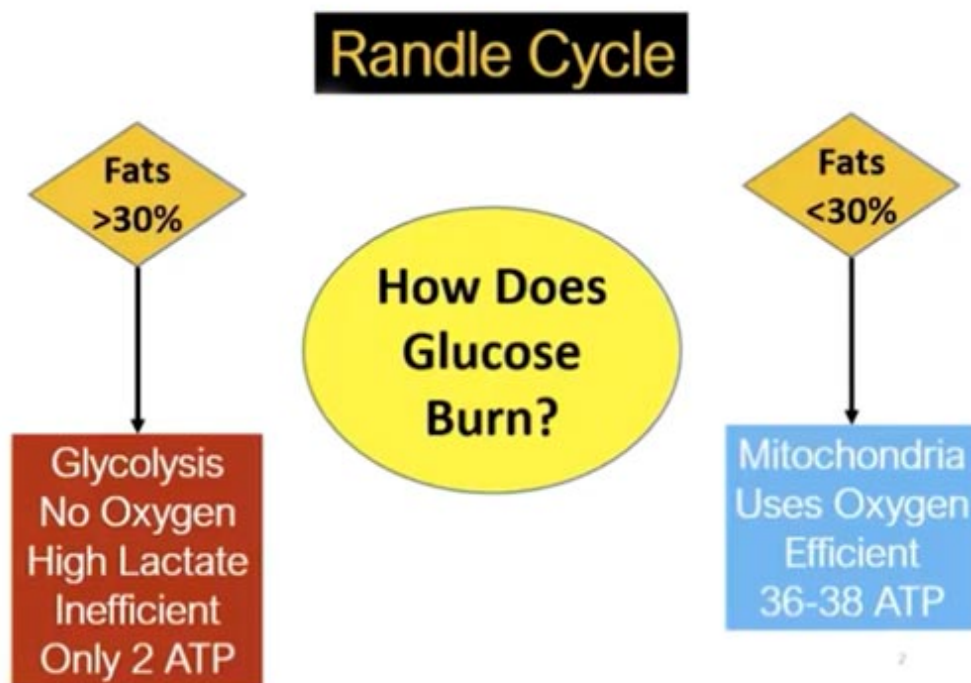 Randle Cycle
Fats
>30%
Fats
<30%
How Does
Glucose
Burn?
Glycolysis
No Oxygen
High Lactate
Inefficient
Only 2 ATP
Mitochondria
Uses Oxygen
Efficient
36-38 ATP
2